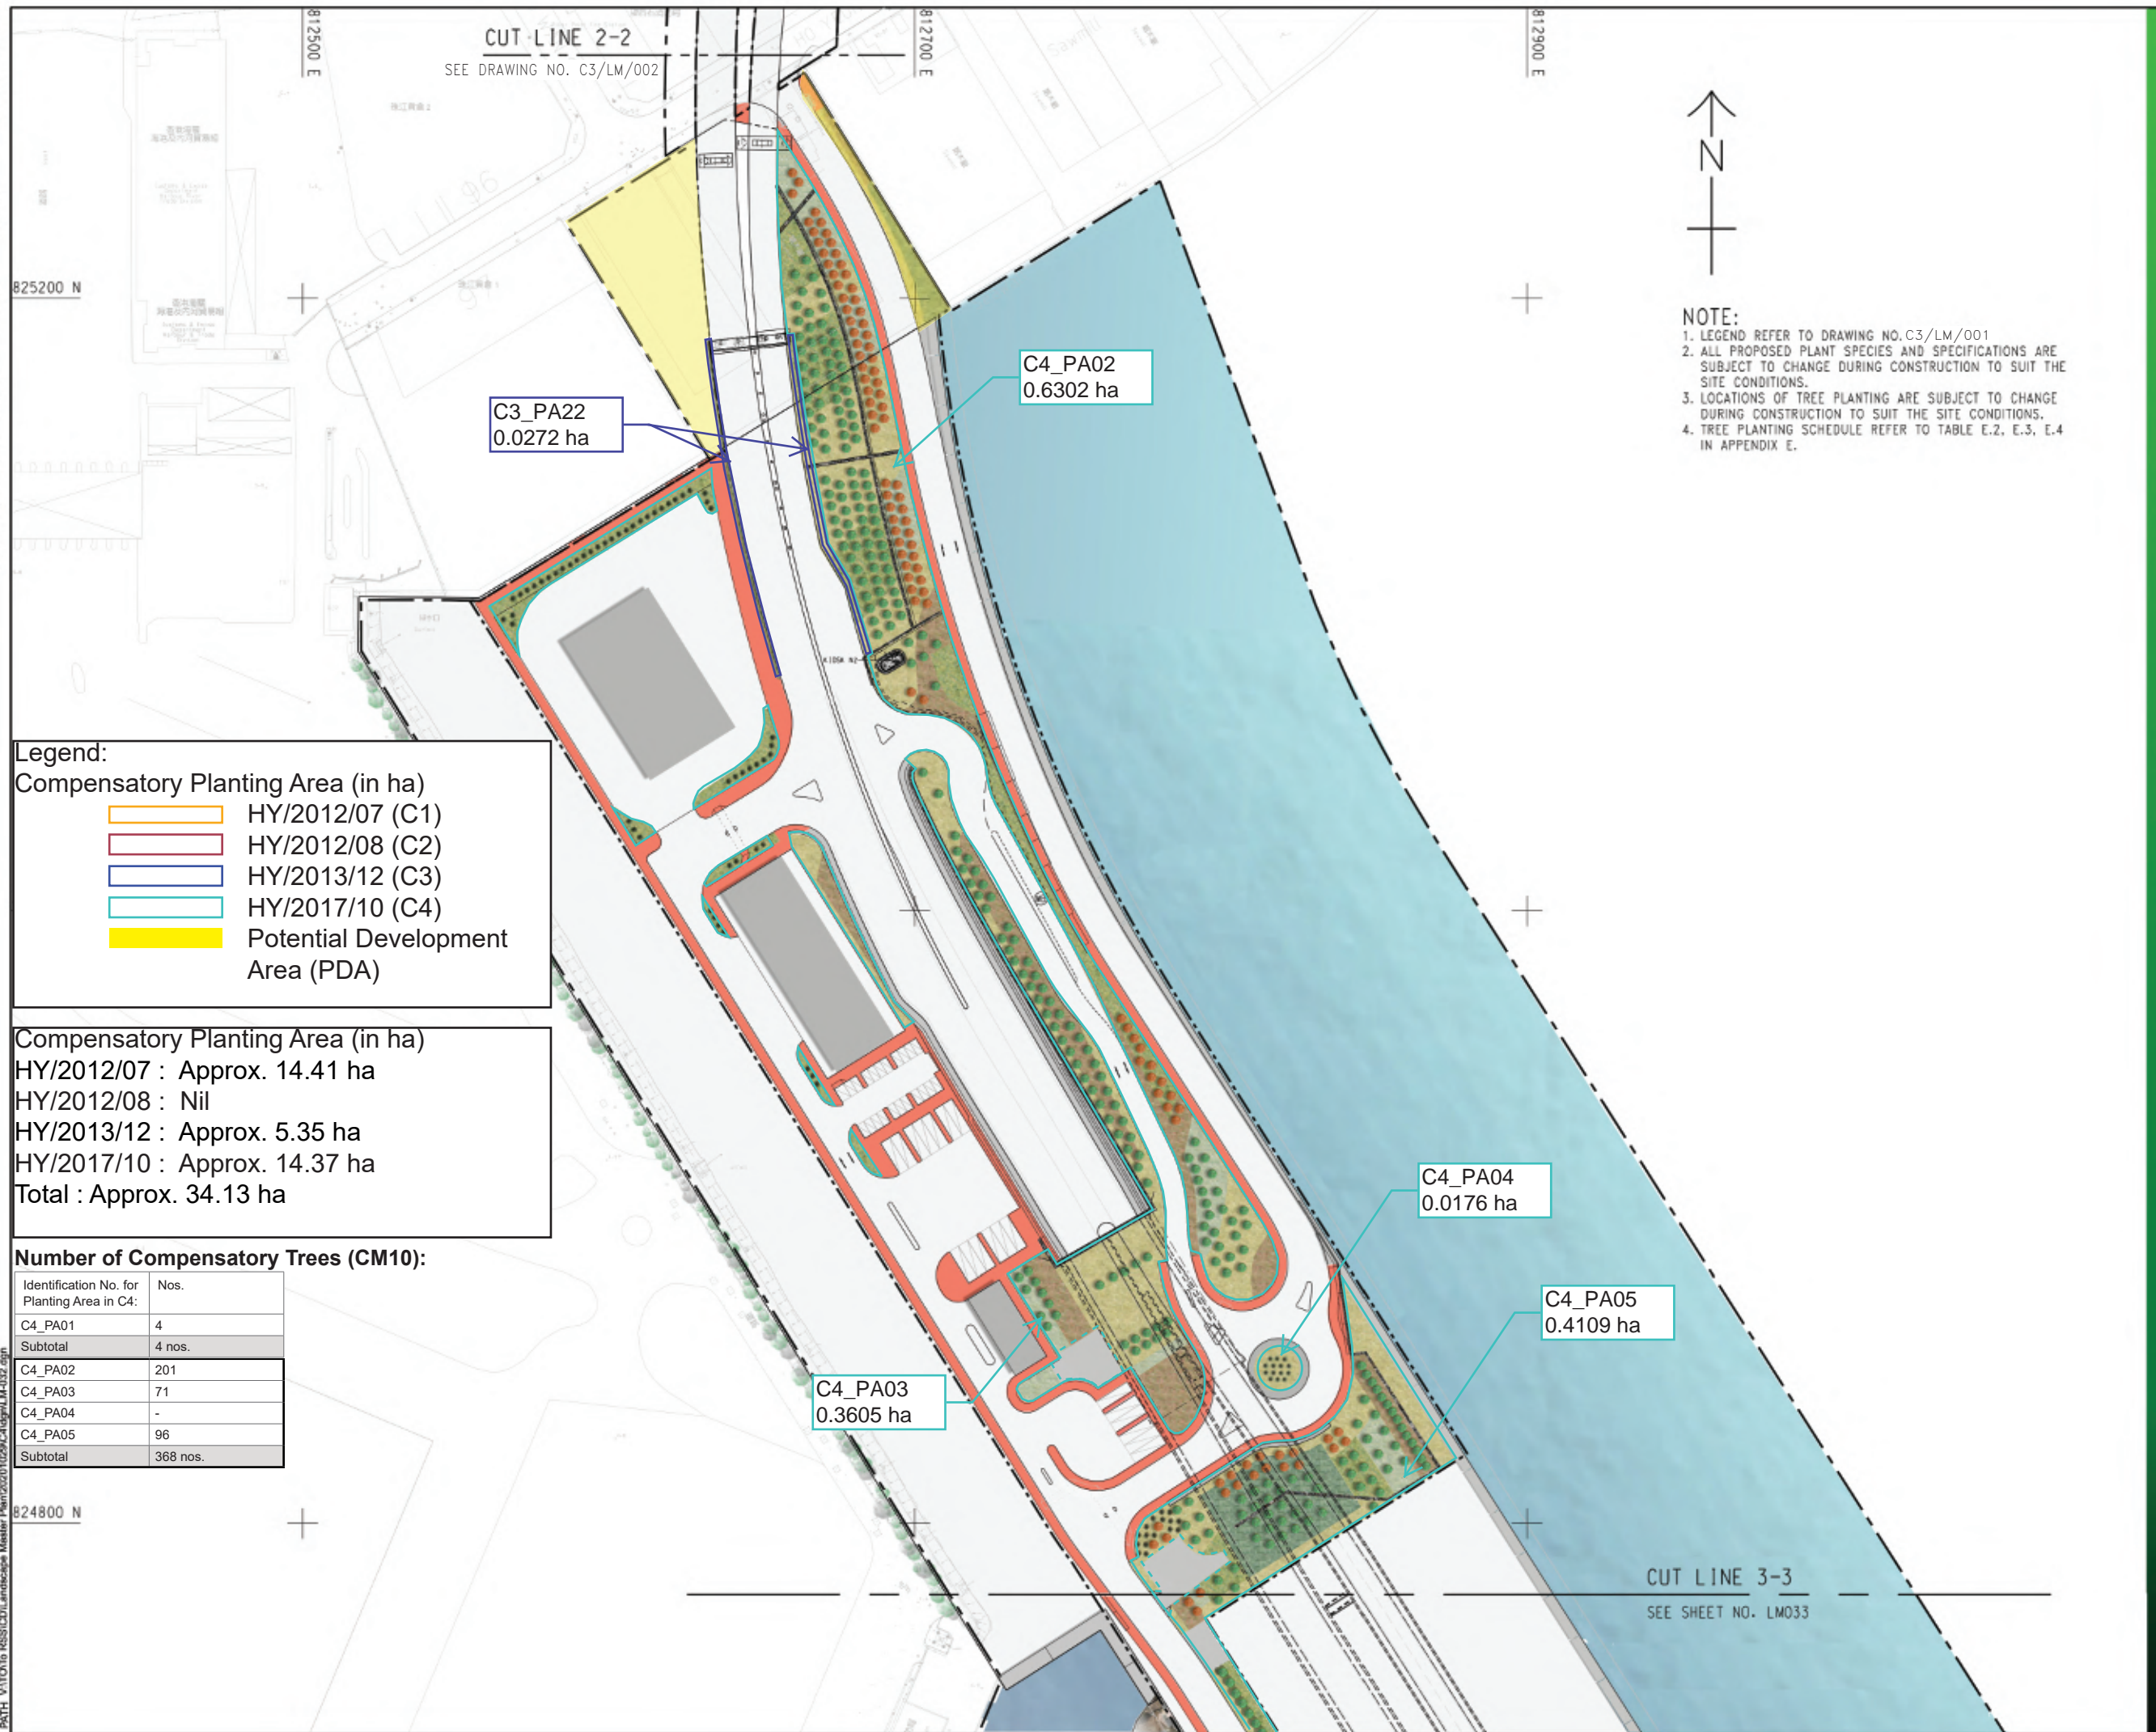 812500 E
CUT LINE 2-2
SEE DRAWING NO. C3/LM/002
812700 E
812900 E
N
825200 N
NOTE:
1. LEGEND REFER TO DRAWING NO. C3/LM/001
2. ALL PROPOSED PLANT SPECIES AND SPECIFICATIONS ARE
SUBJECT TO CHANGE DURING CONSTRUCTION TO SUIT THE
SITE CONDITIONS.
3. LOCATIONS OF TREE PLANTING ARE SUBJECT TO CHANGE
DURING CONSTRUCTION TO SUIT THE SITE CONDITIONS.
4. TREE PLANTING SCHEDULE REFER TO TABLE E.2, E.3, E.4
IN APPENDIX E.
C4_PA02
0.6302 ha
C3_PA22
0.0272 ha
KIOSK N2
Legend:
Compensatory Planting Area (in ha)
HY/2012/07 (C1)
HY/2012/08 (C2)
HY/2013/12 (C3)
HY/2017/10 (C4)
Potential Development
Area (PDA)
Compensatory Planting Area (in ha)
HY/2012/07 : Approx. 14.41 ha
HY/2012/08 : Nil
HY/2013/12 : Approx. 5.35 ha
HY/2017/10 : Approx. 14.37 ha
Total : Approx. 34.13 ha
C4_PA04
0.0176 ha
C4_PA05
0.4109 ha
C4_PA03
0.3605 ha
Number of Compensatory Trees (CM10):
Identification No. for Nos.
Planting Area in C4:
C4_PA01 4
Subtotal 4 nos.
C4_PA02 201
C4_PA03 71
C4_PA04 -
C4_PA05 96
Subtotal 368 nos.
824800 N
CUT LINE 3-3
SEE SHEET NO. LM033